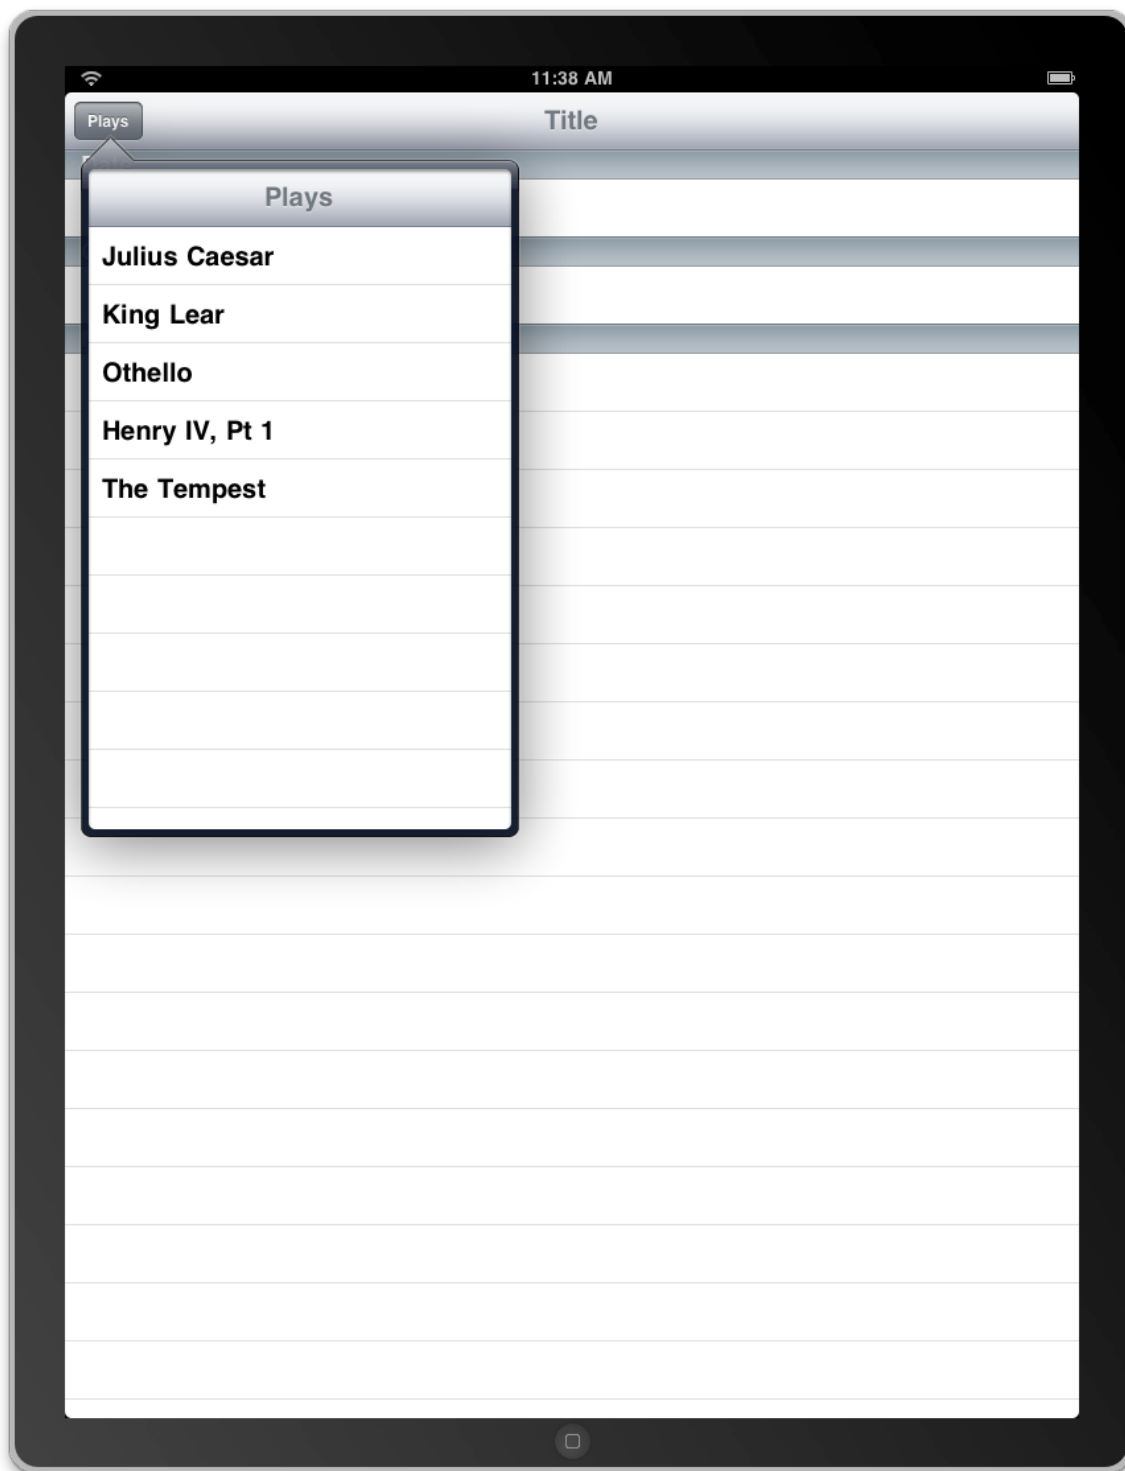 11:38 AM
Plays
Title
Plays
Julius Caesar
King Lear
Othello
Henry IV, Pt 1
The Tempest